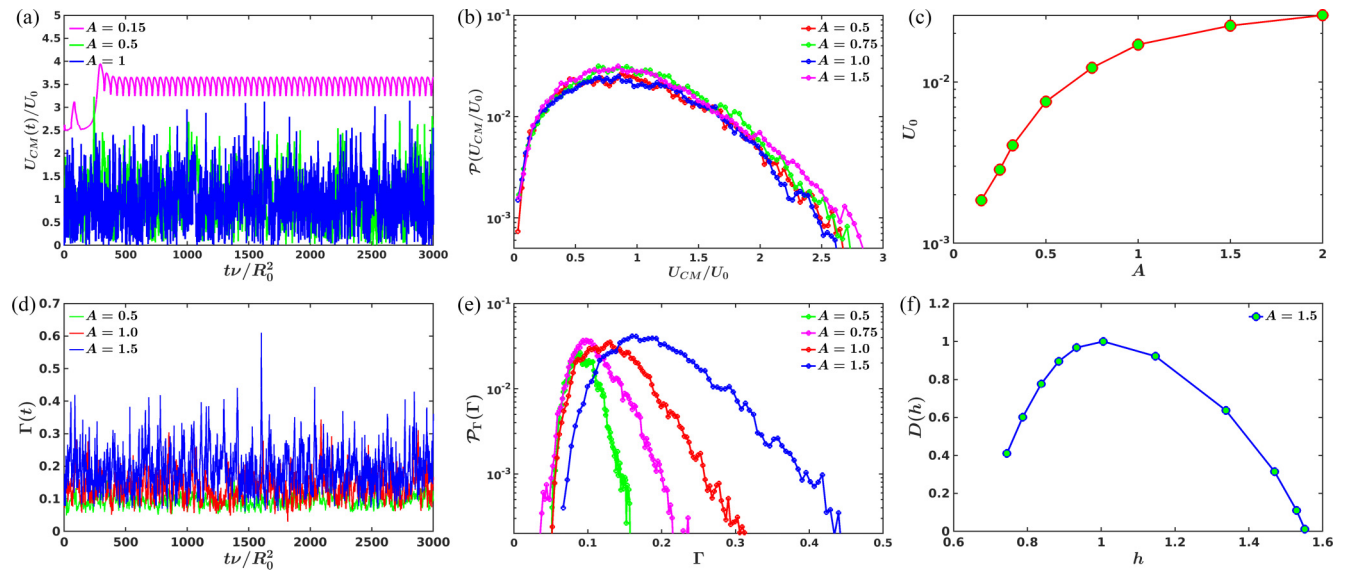 (a)
5
4.5
4
3.5
3
2.5
2
1.5
1
0.5
0
0 500 1000 1500 2000 2500 3000
U_CM(t)/U_0
tν/R_0^2
A = 0.15
A = 0.5
A = 1
(b)
10^-1
10^-2
10^-3
0 0.5 1 1.5 2 2.5 3
P(U_CM/U_0)
U_CM/U_0
A = 0.5
A = 0.75
A = 1.0
A = 1.5
(c)
10^-2
10^-3
0 0.5 1 1.5 2
U_0
A
(d)
0.7
0.6
0.5
0.4
0.3
0.2
0.1
0
0 500 1000 1500 2000 2500 3000
Γ(t)
tν/R_0^2
A = 0.5
A = 1.0
A = 1.5
(e)
10^-1
10^-2
10^-3
0 0.1 0.2 0.3 0.4 0.5
P_Γ(Γ)
Γ
A = 0.5
A = 0.75
A = 1.0
A = 1.5
(f)
1.2
1
0.8
0.6
0.4
0.2
0
0.6 0.8 1 1.2 1.4 1.6
D(h)
h
A = 1.5